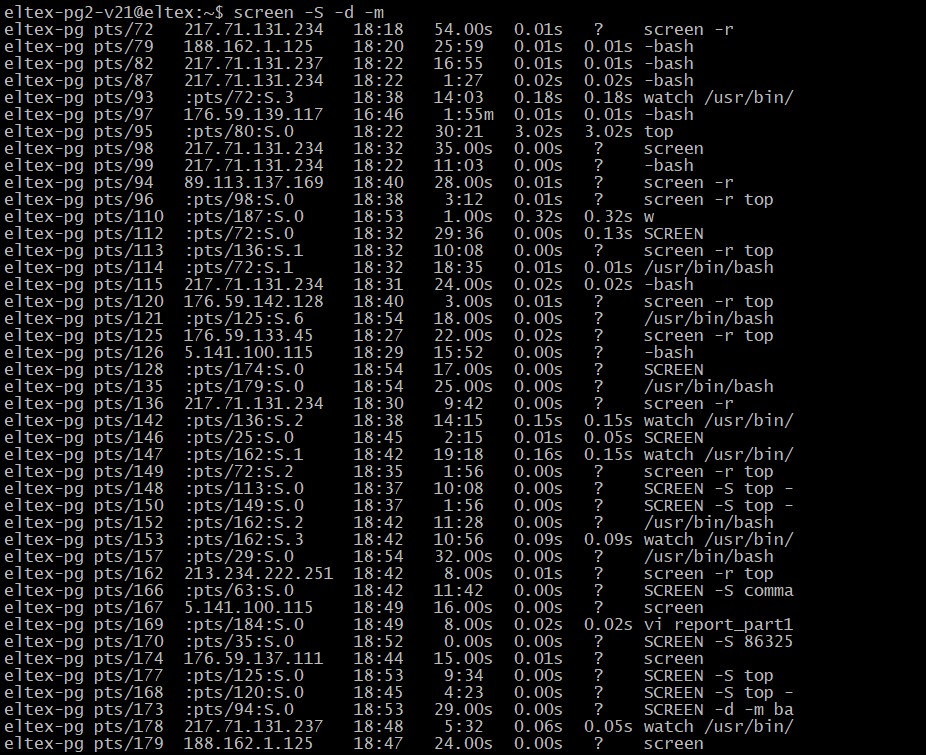 eltex-pg2-v21@eltex:~$ screen -S -d -m
eltex-pg pts/72   217.71.131.234   18:18   54.00s  0.01s   ?    screen -r
eltex-pg pts/79   188.162.1.125    18:20   25:59   0.01s  0.01s -bash
eltex-pg pts/82   217.71.131.237   18:22   16:55   0.01s  0.01s -bash
eltex-pg pts/87   217.71.131.234   18:22    1:27   0.02s  0.02s -bash
eltex-pg pts/93   :pts/72:S.3      18:38   14:03   0.18s  0.18s watch /usr/bin/
eltex-pg pts/97   176.59.139.117   16:46    1:55m  0.01s  0.01s -bash
eltex-pg pts/95   :pts/80:S.0      18:22   30:21   3.02s  3.02s top
eltex-pg pts/98   217.71.131.234   18:32   35.00s  0.00s   ?    screen
eltex-pg pts/99   217.71.131.234   18:22   11:03   0.00s   ?    -bash
eltex-pg pts/94   89.113.137.169   18:40   28.00s  0.01s   ?    screen -r
eltex-pg pts/96   :pts/98:S.0      18:38    3:12   0.01s   ?    screen -r top
eltex-pg pts/110  :pts/187:S.0     18:53    1.00s  0.32s  0.32s w
eltex-pg pts/112  :pts/72:S.0      18:32   29:36   0.00s  0.13s SCREEN
eltex-pg pts/113  :pts/136:S.1     18:32   10:08   0.00s   ?    screen -r top
eltex-pg pts/114  :pts/72:S.1      18:32   18:35   0.01s  0.01s /usr/bin/bash
eltex-pg pts/115  217.71.131.234   18:31   24.00s  0.02s  0.02s -bash
eltex-pg pts/120  176.59.142.128   18:40    3.00s  0.01s   ?    screen -r top
eltex-pg pts/121  :pts/125:S.6     18:54   18.00s  0.00s   ?    /usr/bin/bash
eltex-pg pts/125  176.59.133.45    18:27   22.00s  0.02s   ?    screen -r top
eltex-pg pts/126  5.141.100.115    18:29   15:52   0.00s   ?    -bash
eltex-pg pts/128  :pts/174:S.0     18:54   17.00s  0.00s   ?    SCREEN
eltex-pg pts/135  :pts/179:S.0     18:54   25.00s  0.00s   ?    /usr/bin/bash
eltex-pg pts/136  217.71.131.234   18:30    9:42   0.00s   ?    screen -r
eltex-pg pts/142  :pts/136:S.2     18:38   14:15   0.15s  0.15s watch /usr/bin/
eltex-pg pts/146  :pts/25:S.0      18:45    2:15   0.01s  0.05s SCREEN
eltex-pg pts/147  :pts/162:S.1     18:42   19:18   0.16s  0.15s watch /usr/bin/
eltex-pg pts/149  :pts/72:S.2      18:35    1:56   0.00s   ?    screen -r top
eltex-pg pts/148  :pts/113:S.0     18:37   10:08   0.00s   ?    SCREEN -S top -
eltex-pg pts/150  :pts/149:S.0     18:37    1:56   0.00s   ?    SCREEN -S top -
eltex-pg pts/152  :pts/162:S.2     18:42   11:28   0.00s   ?    /usr/bin/bash
eltex-pg pts/153  :pts/162:S.3     18:42   10:56   0.09s  0.09s watch /usr/bin/
eltex-pg pts/157  :pts/29:S.0      18:54   32.00s  0.00s   ?    /usr/bin/bash
eltex-pg pts/162  213.234.222.251  18:42    8.00s  0.01s   ?    screen -r top
eltex-pg pts/166  :pts/63:S.0      18:42   11:42   0.00s   ?    SCREEN -S comma
eltex-pg pts/167  5.141.100.115    18:49   16.00s  0.00s   ?    screen
eltex-pg pts/169  :pts/184:S.0     18:49    8.00s  0.02s  0.02s vi report_part1
eltex-pg pts/170  :pts/35:S.0      18:52    0.00s  0.00s   ?    SCREEN -S 86325
eltex-pg pts/174  176.59.137.111   18:44   15.00s  0.01s   ?    screen
eltex-pg pts/177  :pts/125:S.0     18:53    9:34   0.00s   ?    SCREEN -S top
eltex-pg pts/168  :pts/120:S.0     18:45    4:23   0.00s   ?    SCREEN -S top -
eltex-pg pts/173  :pts/94:S.0      18:53   29.00s  0.00s   ?    SCREEN -d -m ba
eltex-pg pts/178  217.71.131.237   18:48    5:32   0.06s  0.05s watch /usr/bin/
eltex-pg pts/179  188.162.1.125    18:47   24.00s  0.00s   ?    screen